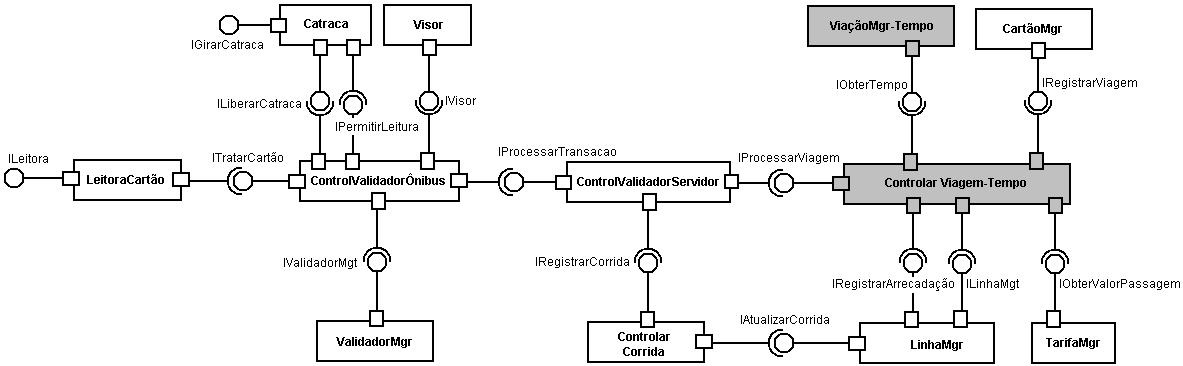 Catraca
Visor
ViaçãoMgr-Tempo
CartãoMgr
IGirarCatraca
IObterTempo
IRegistrarViagem
ILiberarCatraca
IVisor
IPermitirLeitura
ILeitora
ITratarCartão
IProcessarTransacao
IProcessarViagem
LeitoraCartão
ControlValidadorÔnibus
ControlValidadorServidor
Controlar Viagem-Tempo
IValidadorMgt
IRegistrarCorrida
IRegistrarArrecadação
ILinhaMgt
IObterValorPassagem
IAtualizarCorrida
ValidadorMgr
Controlar
Corrida
LinhaMgr
TarifaMgr